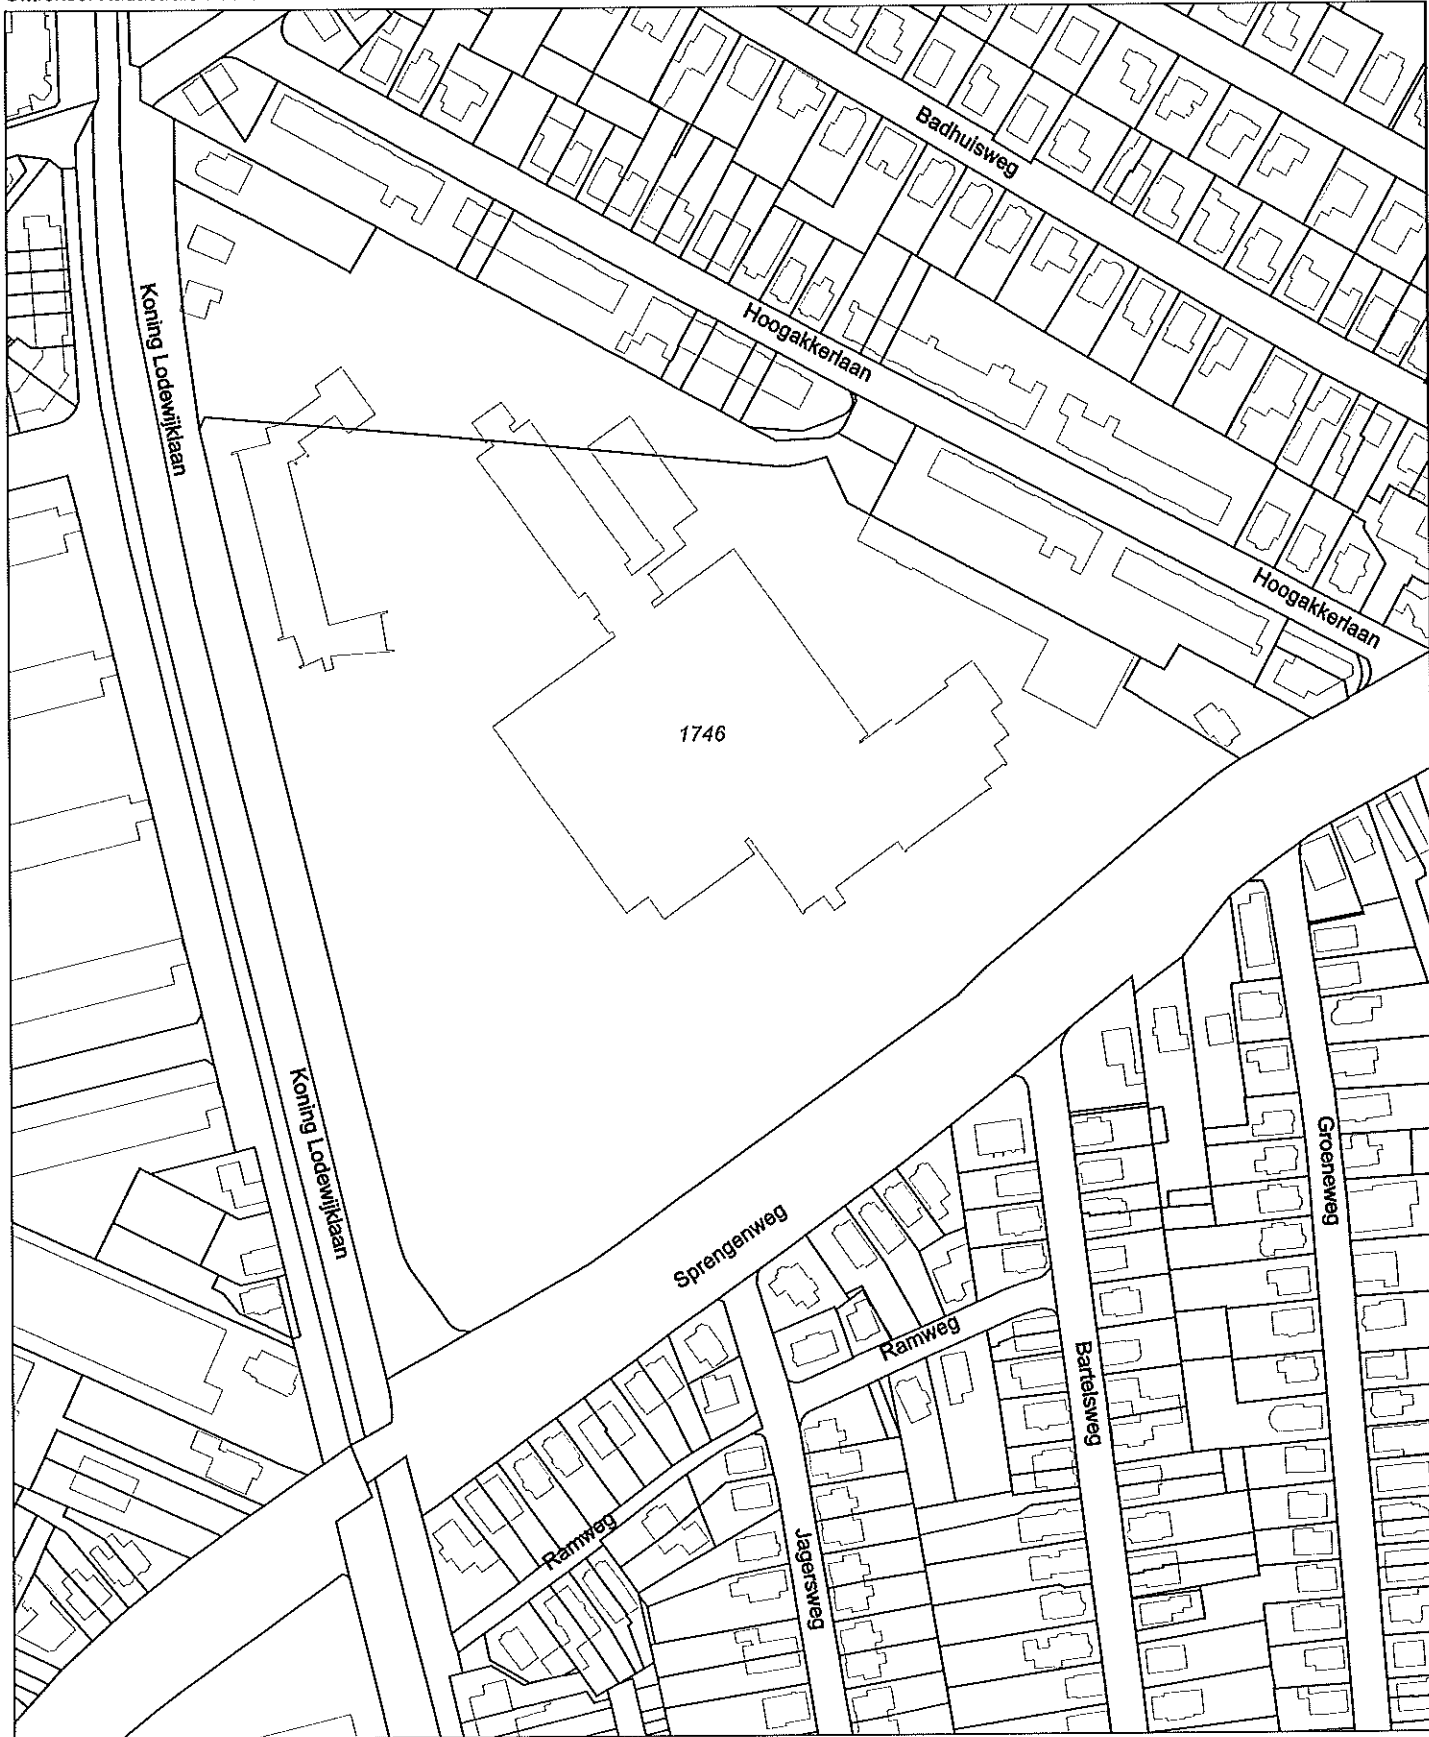 Badhuisweg
Koning Lodewijklaan
Hoogakkerlaan
Hoogakkerlaan
1746
Koning Lodewijklaan
Groeneweg
Sprengenweg
Ramweg
Bartelsweg
Ramweg
Jagersweg